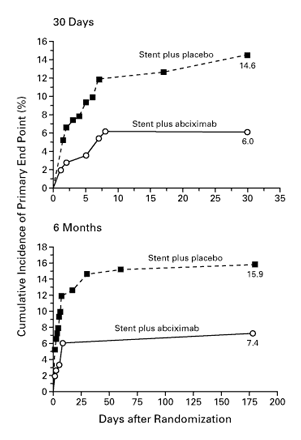 30 Days
16
14
12
10
8
6
4
2
0
Stent plus placebo
14.6
Stent plus abciximab
6.0
0 5 10 15 20 25 30 35
Cumulative Incidence of Primary End Point (%)
6 Months
18
16
14
12
10
8
6
4
2
0
Stent plus placebo
15.9
Stent plus abciximab
7.4
0 25 50 75 100 125 150 175 200
Days after Randomization